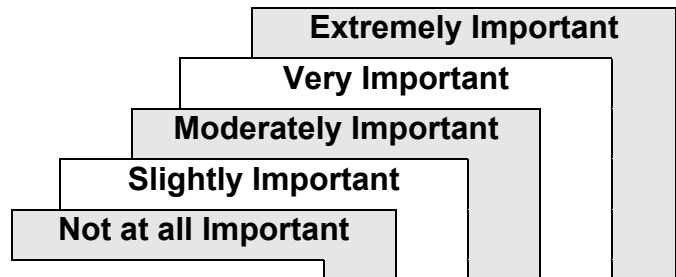 Extremely Important
Very Important
Moderately Important
Slightly Important
Not at all Important